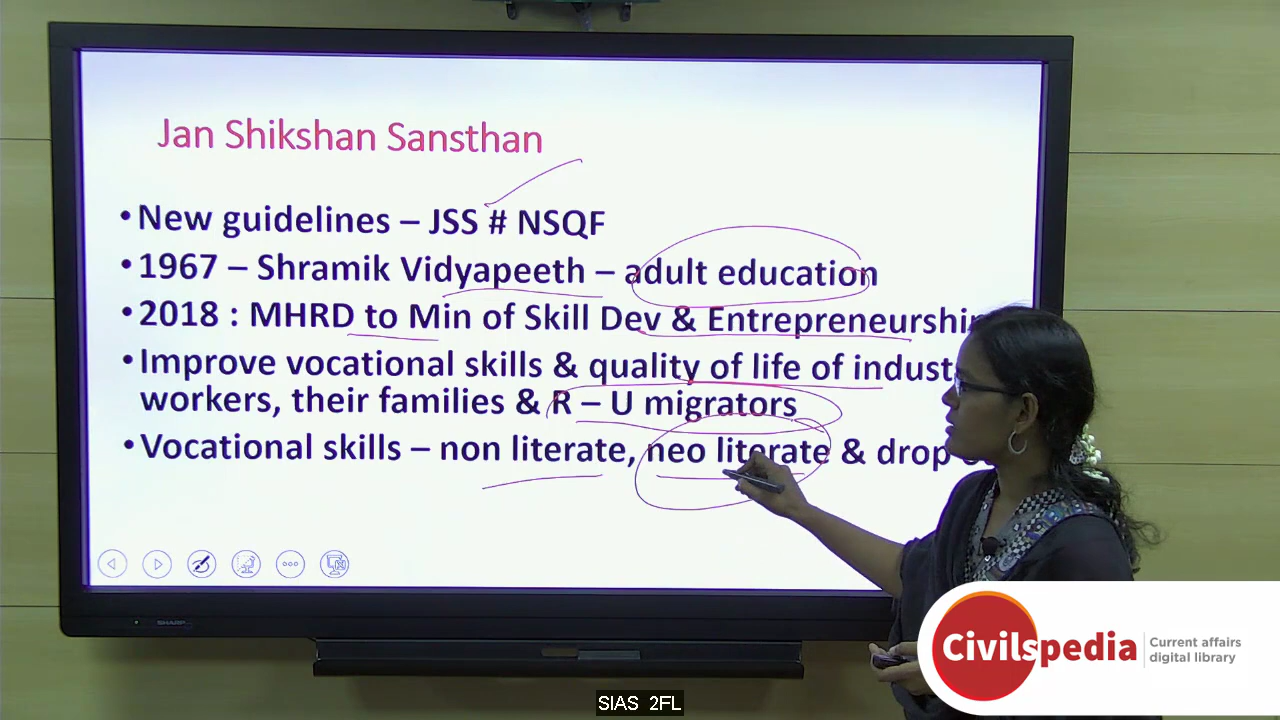 Jan Shikshan Sansthan
• New guidelines – JSS # NSQF
• 1967 – Shramik Vidyapeeth – adult education
• 2018 : MHRD to Min of Skill Dev & Entrepreneurship
• Improve vocational skills & quality of life of
workers, their families & R – U migrators
• Vocational skills – non literate, neo literate & drop
SHARP
Civilspedia
Current affairs
digital library
SIAS 2FL